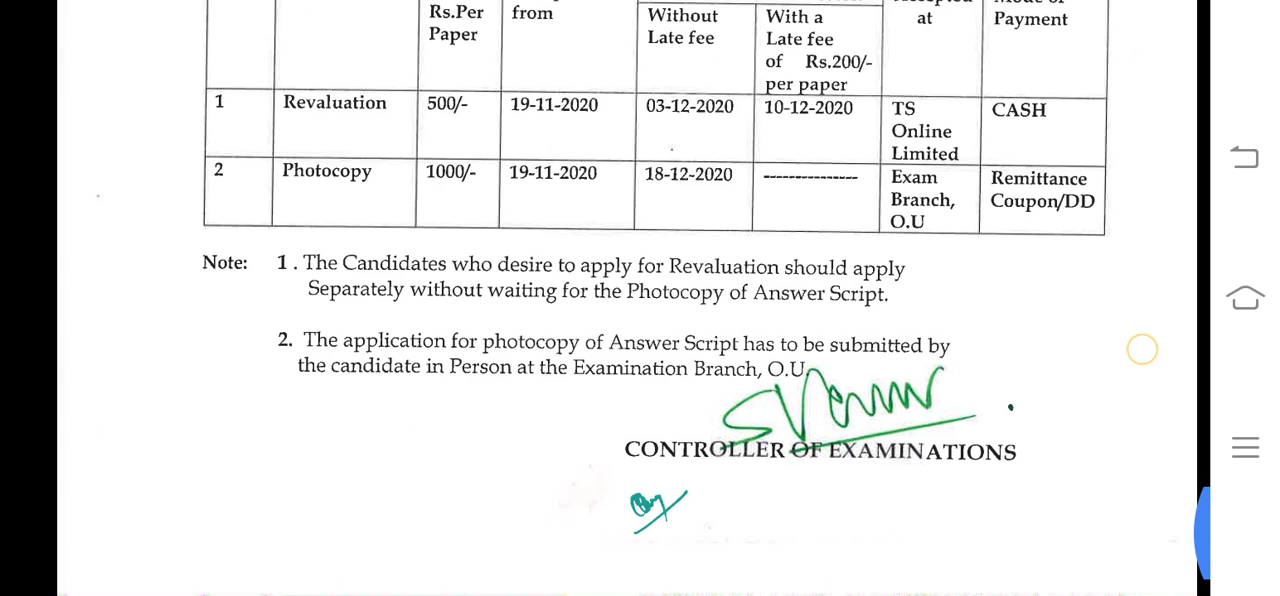 Rs.Per from Payment
Paper Without With a at
Late fee Late fee
of Rs.200/-
per paper
1 Revaluation 500/- 19-11-2020 03-12-2020 10-12-2020 TS CASH
Online
Limited
2 Photocopy 1000/- 19-11-2020 18-12-2020 --------------- Exam Remittance
Branch, Coupon/DD
O.U
Note: 1. The Candidates who desire to apply for Revaluation should apply
Separately without waiting for the Photocopy of Answer Script.
2. The application for photocopy of Answer Script has to be submitted by
the candidate in Person at the Examination Branch, O.U
CONTROLLER OF EXAMINATIONS